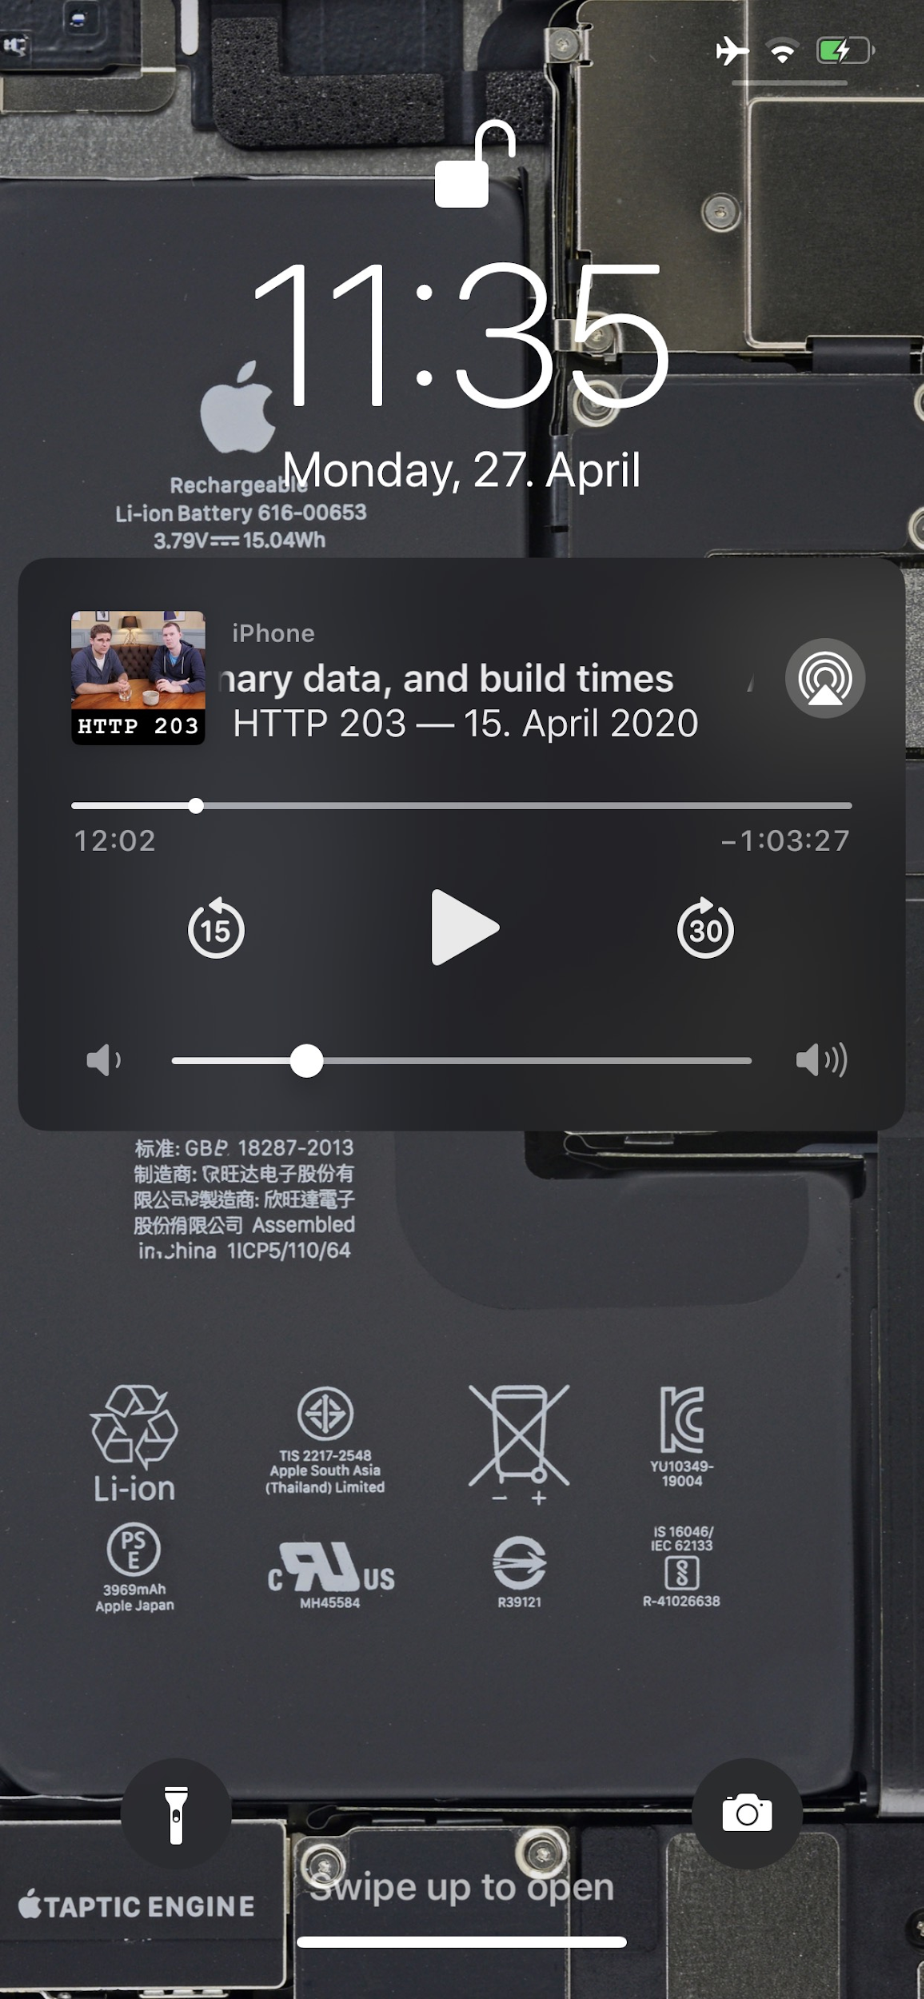 11:35
Monday, 27. April
Rechargeable
Li-ion Battery 616-00653
3.79V⎓15.04Wh
iPhone
nary data, and build times
HTTP 203 — 15. April 2020
HTTP 203
12:02
–1:03:27
15
30
标准: GB 18287-2013
制造商: 旺达电子股份有
限公司 製造商: 欣旺達電子
股份有限公司 Assembled
in China 1ICP5/110/64
Li-ion
TIS 2217-2548
Apple South Asia
(Thailand) Limited
– +
YU10349-
19004
PS
E
3969mAh
Apple Japan
c RU US
MH45584
R39121
IS 16046/
IEC 62133
R-41026638
TAPTIC ENGINE
Swipe up to open